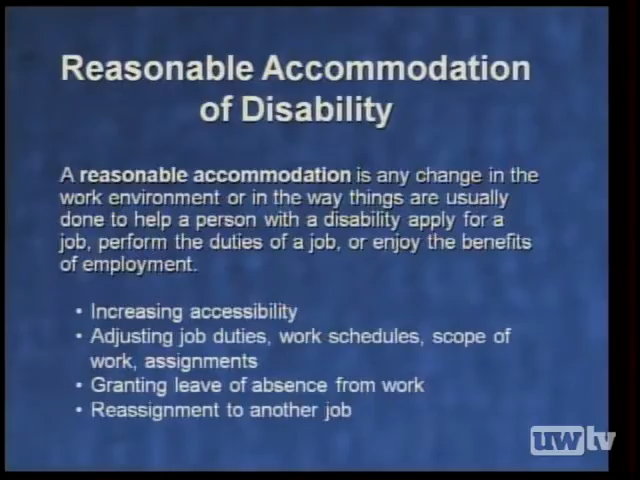 Reasonable Accommodation
of Disability
A reasonable accommodation is any change in the
work environment or in the way things are usually
done to help a person with a disability apply for a
job, perform the duties of a job, or enjoy the benefits
of employment.
• Increasing accessibility
• Adjusting job duties, work schedules, scope of
work, assignments
• Granting leave of absence from work
• Reassignment to another job
uwtv